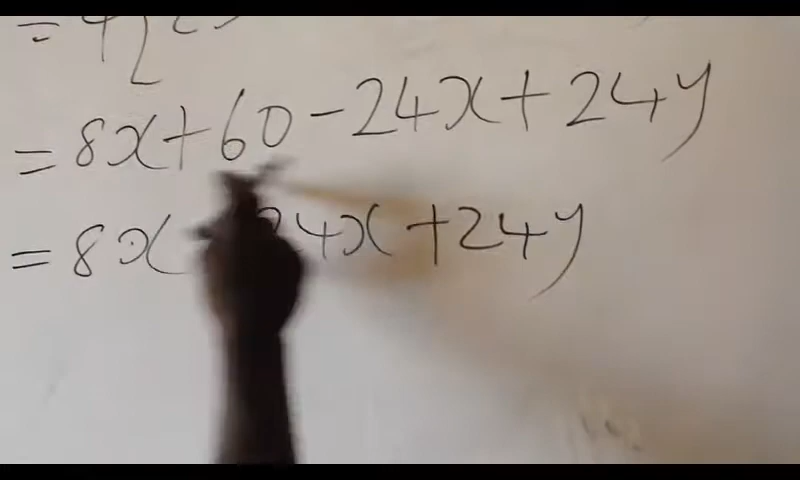 = 8x + 60 - 24x + 24y
= 8x - 24x + 24y